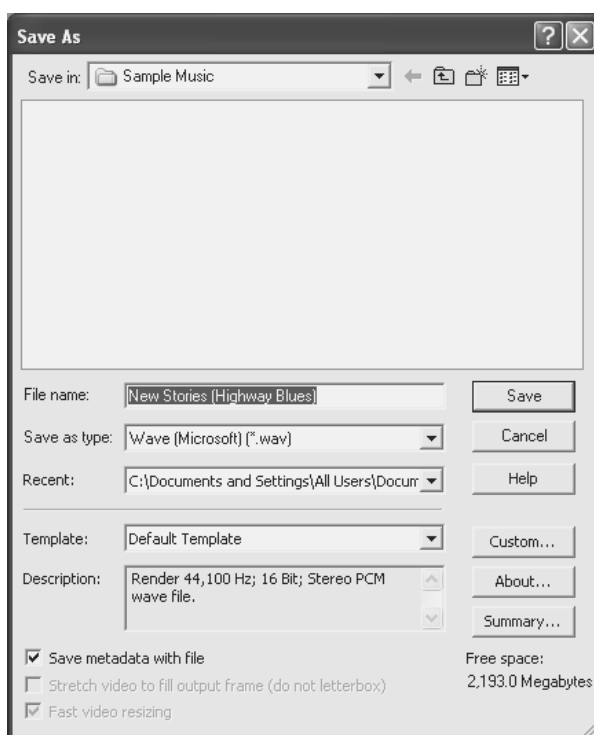 Save As
Save in: Sample Music
File name: New Stories (Highway Blues) Save
Save as type: Wave (Microsoft) (*.wav) Cancel
Recent: C:\Documents and Settings\All Users\Docum Help
Template: Default Template Custom...
Description: Render 44,100 Hz; 16 Bit; Stereo PCM About...
wave file.
Summary...
Save metadata with file Free space:
Stretch video to fill output frame (do not letterbox) 2,193.0 Megabytes
Fast video resizing